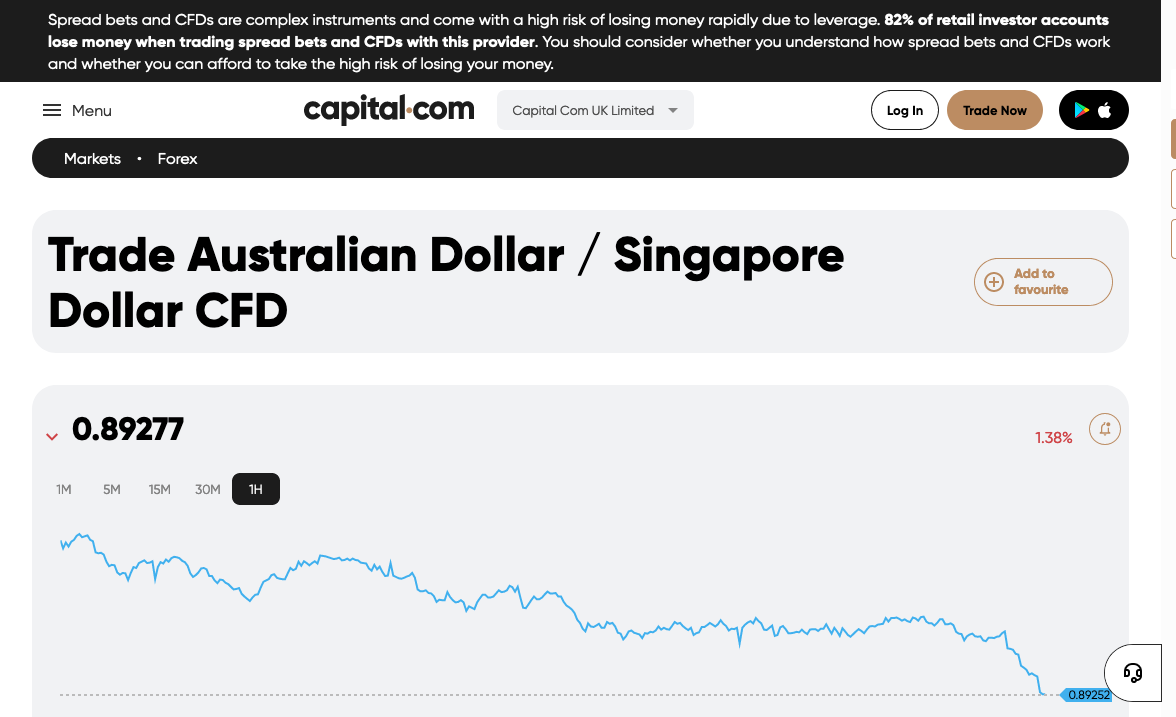 Spread bets and CFDs are complex instruments and come with a high risk of losing money rapidly due to leverage. 82% of retail investor accounts
lose money when trading spread bets and CFDs with this provider. You should consider whether you understand how spread bets and CFDs work
and whether you can afford to take the high risk of losing your money.
Menu
capital.com
Capital Com UK Limited
Log In
Trade Now
Markets • Forex
Trade Australian Dollar / Singapore
Dollar CFD
Add to
favourite
0.89277
1.38%
1M 5M 15M 30M 1H
0.89252